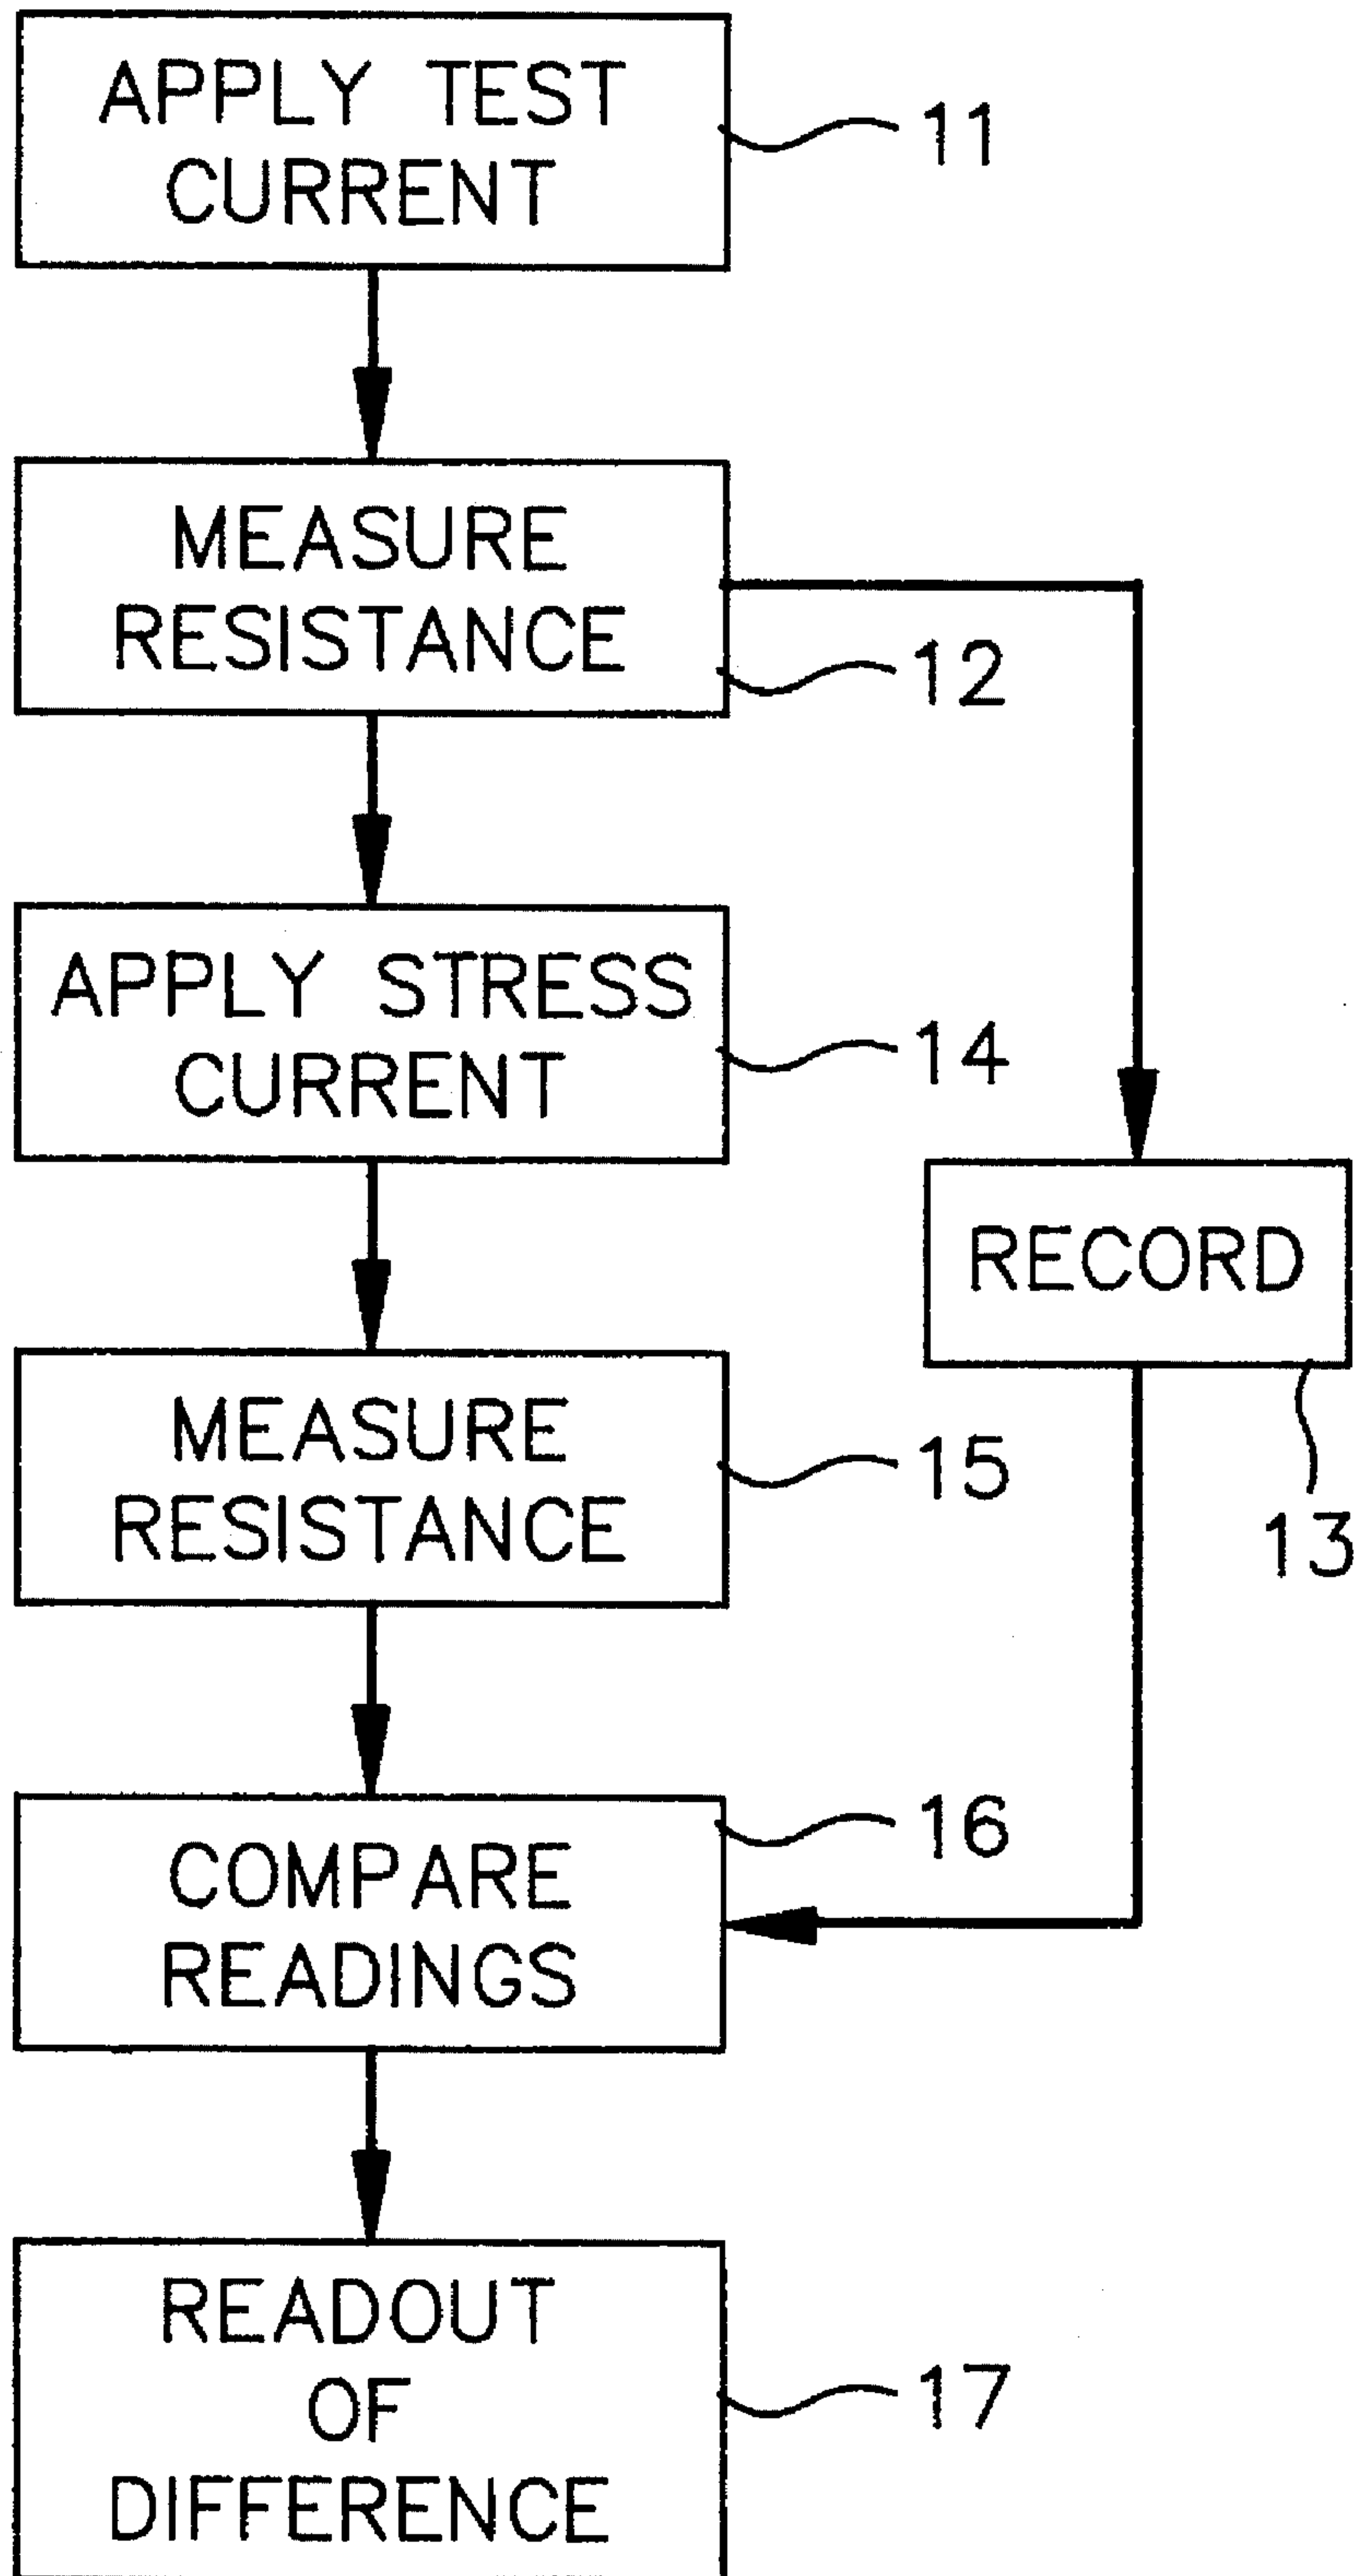 APPLY TEST
CURRENT
11
MEASURE
RESISTANCE
12
APPLY STRESS
CURRENT
14
RECORD
13
MEASURE
RESISTANCE
15
COMPARE
READINGS
16
READOUT
OF
DIFFERENCE
17